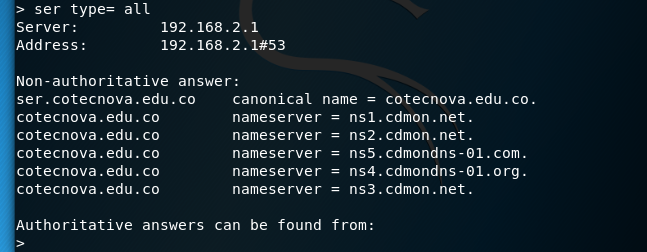 > ser type= all
Server:		192.168.2.1
Address:	192.168.2.1#53
Non-authoritative answer:
ser.cotecnova.edu.co	canonical name = cotecnova.edu.co.
cotecnova.edu.co	nameserver = ns1.cdmon.net.
cotecnova.edu.co	nameserver = ns2.cdmon.net.
cotecnova.edu.co	nameserver = ns5.cdmondns-01.com.
cotecnova.edu.co	nameserver = ns4.cdmondns-01.org.
cotecnova.edu.co	nameserver = ns3.cdmon.net.
Authoritative answers can be found from:
>